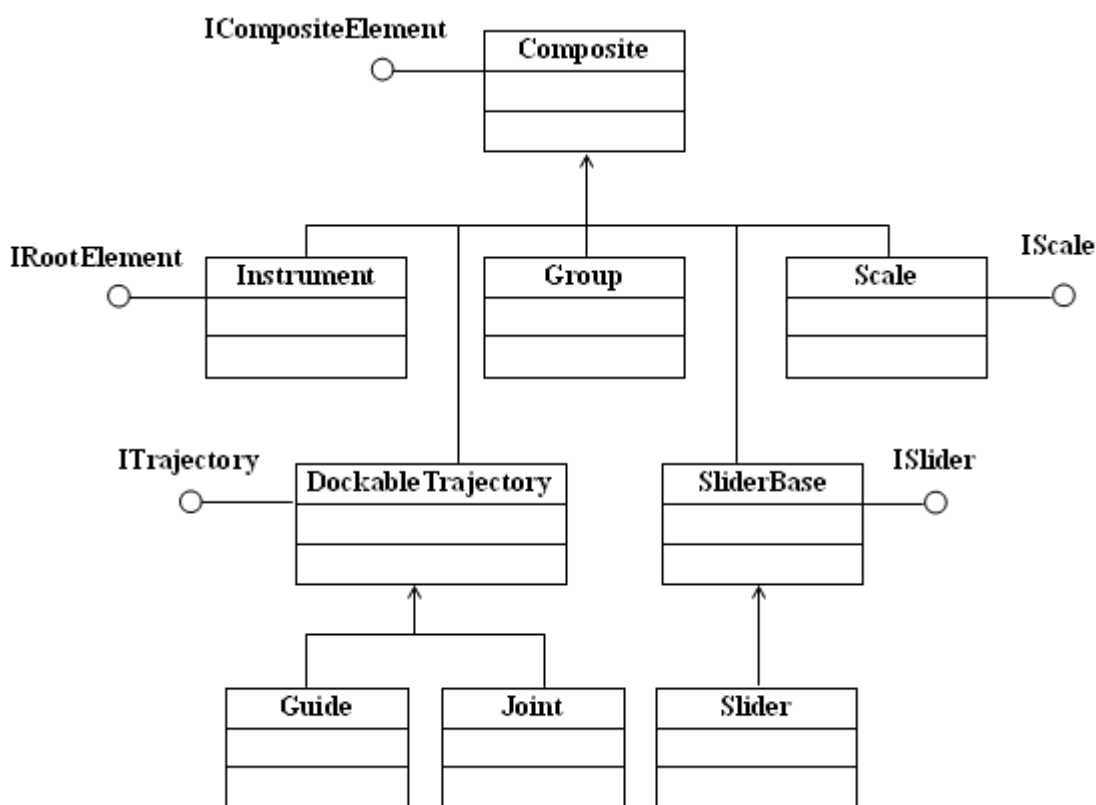 ICompositeElement
Composite
IRootElement
Instrument
Group
Scale
IScale
ITrajectory
DockableTrajectory
SliderBase
ISlider
Guide
Joint
Slider